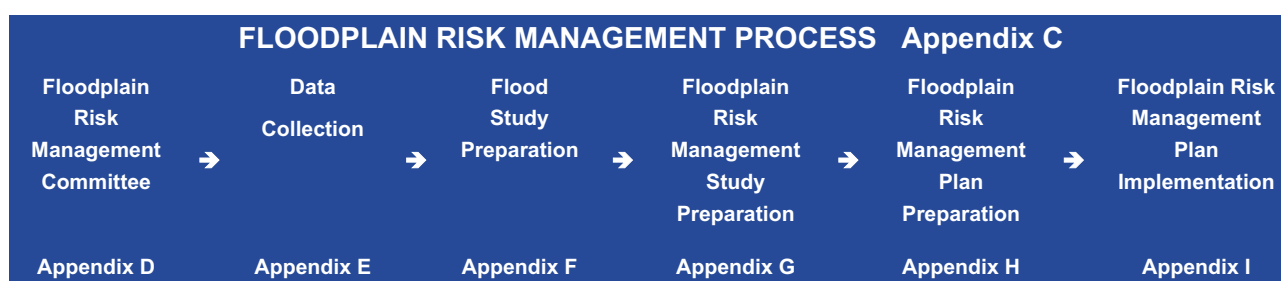 FLOODPLAIN RISK MANAGEMENT PROCESS Appendix C
Floodplain
Risk
Management
Committee
Appendix D
Data
Collection
Appendix E
Flood
Study
Preparation
Appendix F
Floodplain
Risk
Management
Study
Preparation
Appendix G
Floodplain
Risk
Management
Plan
Preparation
Appendix H
Floodplain Risk
Management
Plan
Implementation
Appendix I